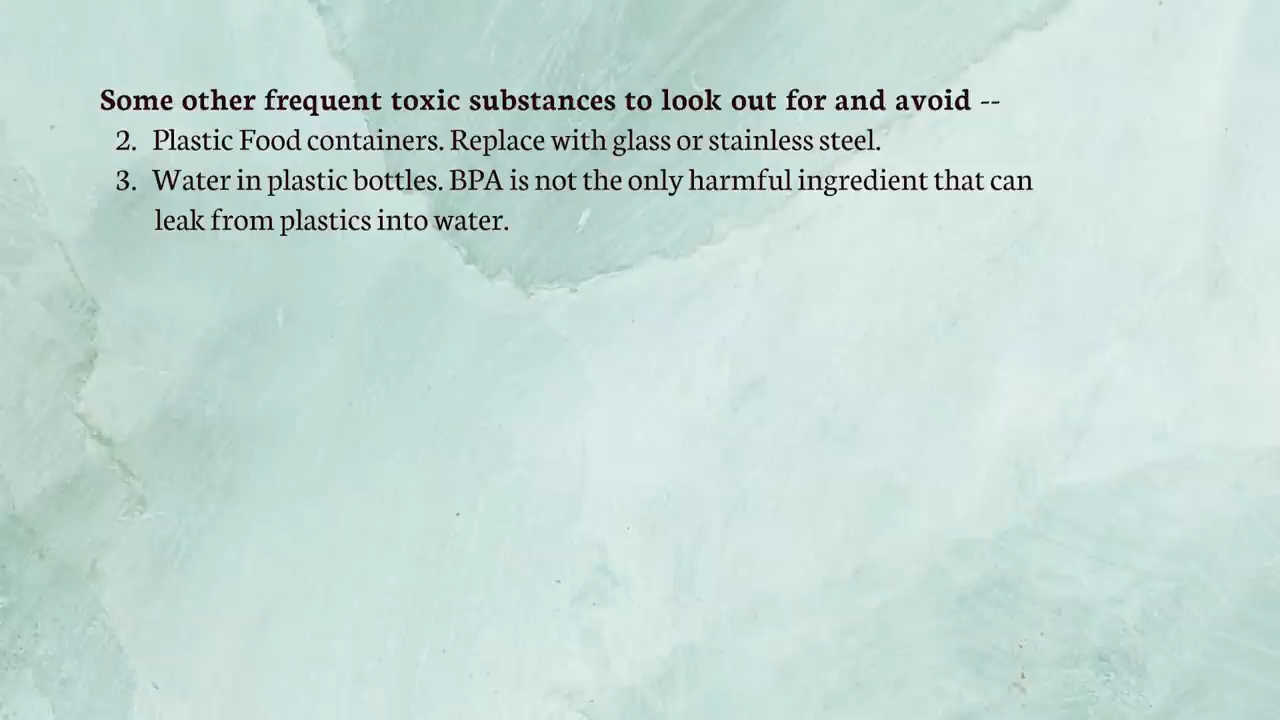 Some other frequent toxic substances to look out for and avoid --
2. Plastic Food containers. Replace with glass or stainless steel.
3. Water in plastic bottles. BPA is not the only harmful ingredient that can
leak from plastics into water.